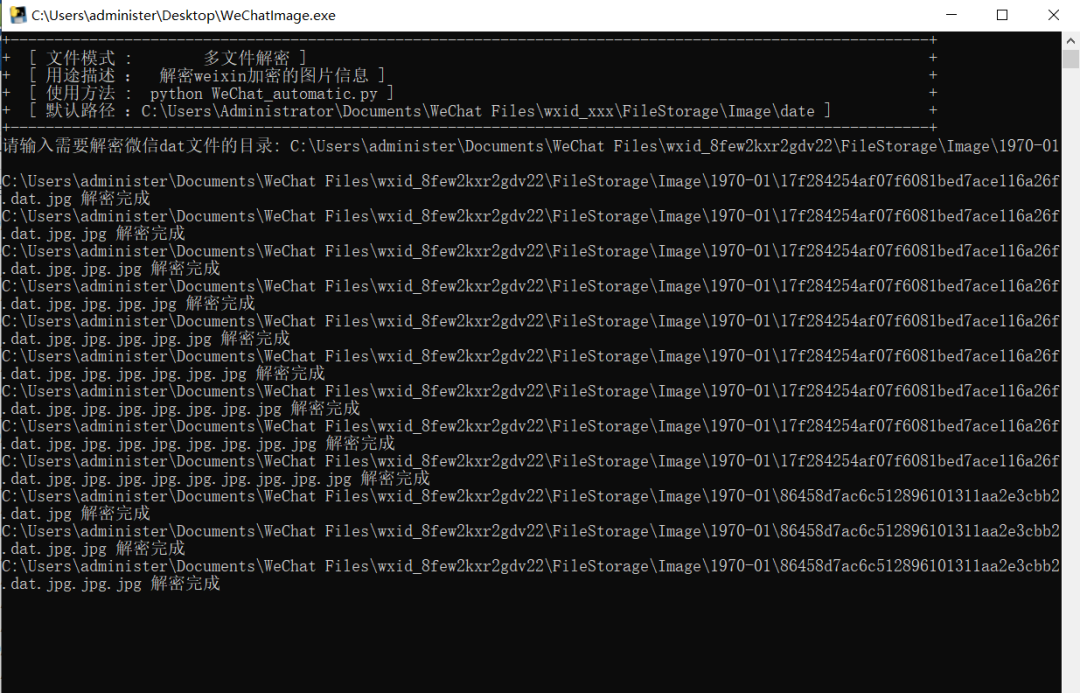 C:\Users\administer\Desktop\WeChatImage.exe
+----------------------------------------------------------------------------------------------------------+
+ [ 文件模式 : 多文件解密 ] +
+ [ 用途描述 : 解密weixin加密的图片信息 ] +
+ [ 使用方法 : python WeChat_automatic.py ] +
+ [ 默认路径 : C:\Users\Administrator\Documents\WeChat Files\wxid_xxx\FileStorage\Image\date ] +
+----------------------------------------------------------------------------------------------------------+
请输入需要解密微信dat文件的目录: C:\Users\administer\Documents\WeChat Files\wxid_8few2kxr2gdv22\FileStorage\Image\1970-01
C:\Users\administer\Documents\WeChat Files\wxid_8few2kxr2gdv22\FileStorage\Image\1970-01\17f284254af07f6081bed7ace116a26f
.dat.jpg 解密完成
C:\Users\administer\Documents\WeChat Files\wxid_8few2kxr2gdv22\FileStorage\Image\1970-01\17f284254af07f6081bed7ace116a26f
.dat.jpg.jpg 解密完成
C:\Users\administer\Documents\WeChat Files\wxid_8few2kxr2gdv22\FileStorage\Image\1970-01\17f284254af07f6081bed7ace116a26f
.dat.jpg.jpg.jpg 解密完成
C:\Users\administer\Documents\WeChat Files\wxid_8few2kxr2gdv22\FileStorage\Image\1970-01\17f284254af07f6081bed7ace116a26f
.dat.jpg.jpg.jpg.jpg 解密完成
C:\Users\administer\Documents\WeChat Files\wxid_8few2kxr2gdv22\FileStorage\Image\1970-01\17f284254af07f6081bed7ace116a26f
.dat.jpg.jpg.jpg.jpg.jpg 解密完成
C:\Users\administer\Documents\WeChat Files\wxid_8few2kxr2gdv22\FileStorage\Image\1970-01\17f284254af07f6081bed7ace116a26f
.dat.jpg.jpg.jpg.jpg.jpg.jpg 解密完成
C:\Users\administer\Documents\WeChat Files\wxid_8few2kxr2gdv22\FileStorage\Image\1970-01\17f284254af07f6081bed7ace116a26f
.dat.jpg.jpg.jpg.jpg.jpg.jpg.jpg 解密完成
C:\Users\administer\Documents\WeChat Files\wxid_8few2kxr2gdv22\FileStorage\Image\1970-01\17f284254af07f6081bed7ace116a26f
.dat.jpg.jpg.jpg.jpg.jpg.jpg.jpg.jpg 解密完成
C:\Users\administer\Documents\WeChat Files\wxid_8few2kxr2gdv22\FileStorage\Image\1970-01\17f284254af07f6081bed7ace116a26f
.dat.jpg.jpg.jpg.jpg.jpg.jpg.jpg.jpg.jpg 解密完成
C:\Users\administer\Documents\WeChat Files\wxid_8few2kxr2gdv22\FileStorage\Image\1970-01\86458d7ac6c512896101311aa2e3cbb2
.dat.jpg 解密完成
C:\Users\administer\Documents\WeChat Files\wxid_8few2kxr2gdv22\FileStorage\Image\1970-01\86458d7ac6c512896101311aa2e3cbb2
.dat.jpg.jpg 解密完成
C:\Users\administer\Documents\WeChat Files\wxid_8few2kxr2gdv22\FileStorage\Image\1970-01\86458d7ac6c512896101311aa2e3cbb2
.dat.jpg.jpg.jpg 解密完成